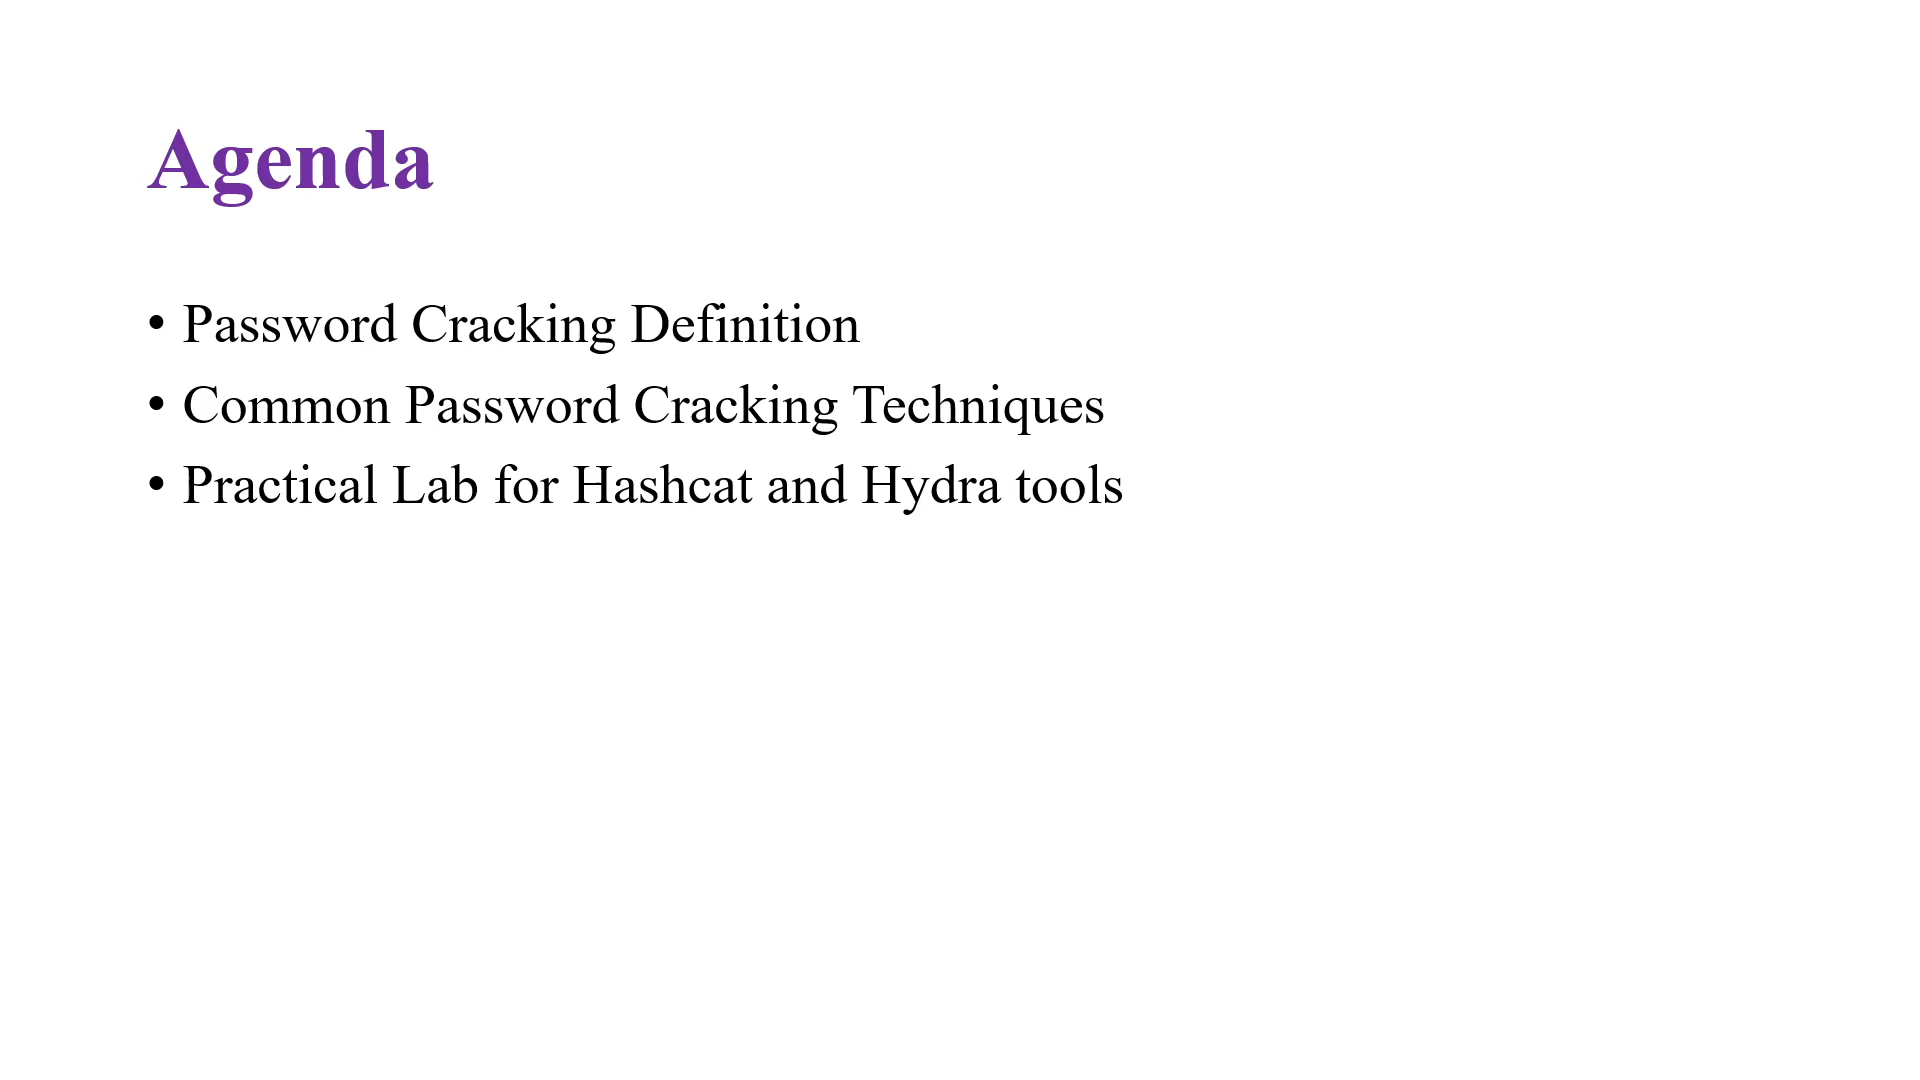 Agenda
• Password Cracking Definition
• Common Password Cracking Techniques
• Practical Lab for Hashcat and Hydra tools